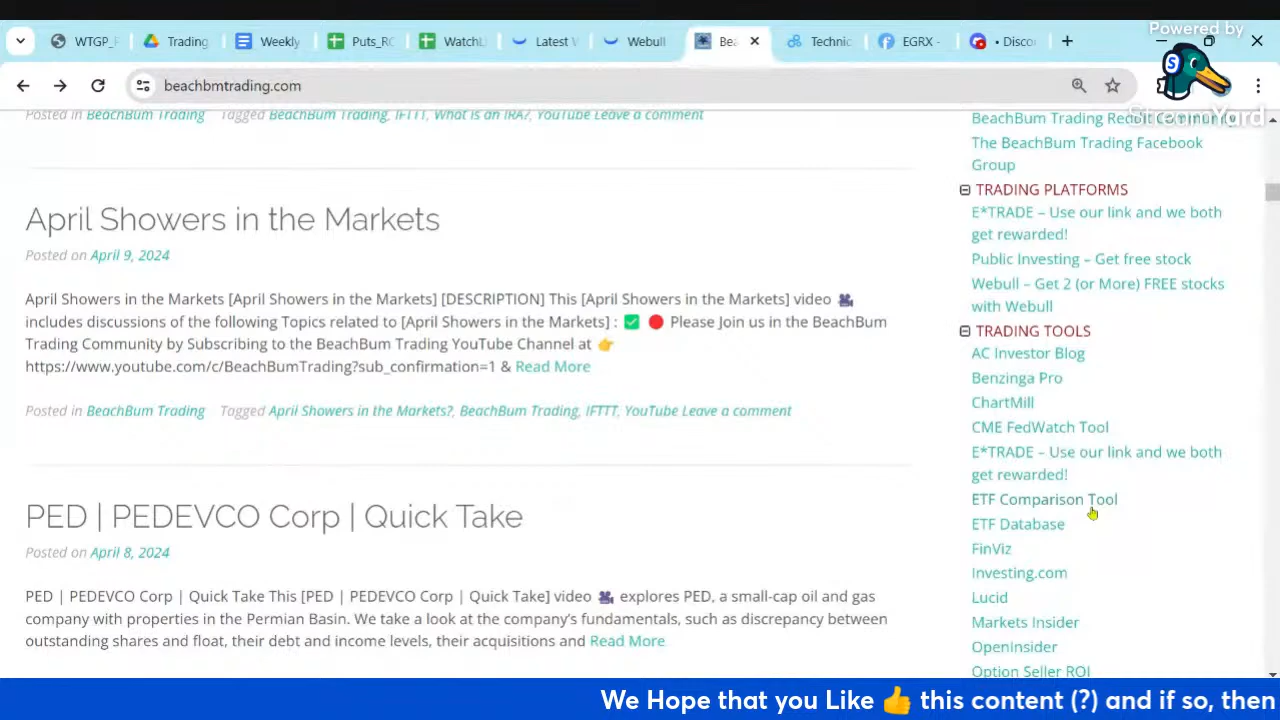 Powered by
WTGP_R
Trading
Weekly
Puts_RO
WatchL
Latest V
Webull
Bea
Technic
EGRX -
• Disco
beachbmtrading.com
StreamYard
Posted in BeachBum Trading Tagged BeachBum Trading, IFTTT, What is an IRA?, YouTube Leave a comment
April Showers in the Markets
Posted on April 9, 2024
April Showers in the Markets [April Showers in the Markets] [DESCRIPTION] This [April Showers in the Markets] video 🎥
includes discussions of the following Topics related to [April Showers in the Markets] : ✅ 🔴 Please Join us in the BeachBum
Trading Community by Subscribing to the BeachBum Trading YouTube Channel at 👉
https://www.youtube.com/c/BeachBumTrading?sub_confirmation=1 & Read More
Posted in BeachBum Trading Tagged April Showers in the Markets?, BeachBum Trading, IFTTT, YouTube Leave a comment
PED | PEDEVCO Corp | Quick Take
Posted on April 8, 2024
PED | PEDEVCO Corp | Quick Take This [PED | PEDEVCO Corp | Quick Take] video 🎥 explores PED, a small-cap oil and gas
company with properties in the Permian Basin. We take a look at the company's fundamentals, such as discrepancy between
outstanding shares and float, their debt and income levels, their acquisitions and Read More
BeachBum Trading Reddit Community
The BeachBum Trading Facebook
Group
TRADING PLATFORMS
E*TRADE – Use our link and we both
get rewarded!
Public Investing – Get free stock
Webull – Get 2 (or More) FREE stocks
with Webull
TRADING TOOLS
AC Investor Blog
Benzinga Pro
ChartMill
CME FedWatch Tool
E*TRADE – Use our link and we both
get rewarded!
ETF Comparison Tool
ETF Database
FinViz
Investing.com
Lucid
Markets Insider
OpenInsider
Option Seller ROI
We Hope that you Like 👍 this content (?) and if so, then